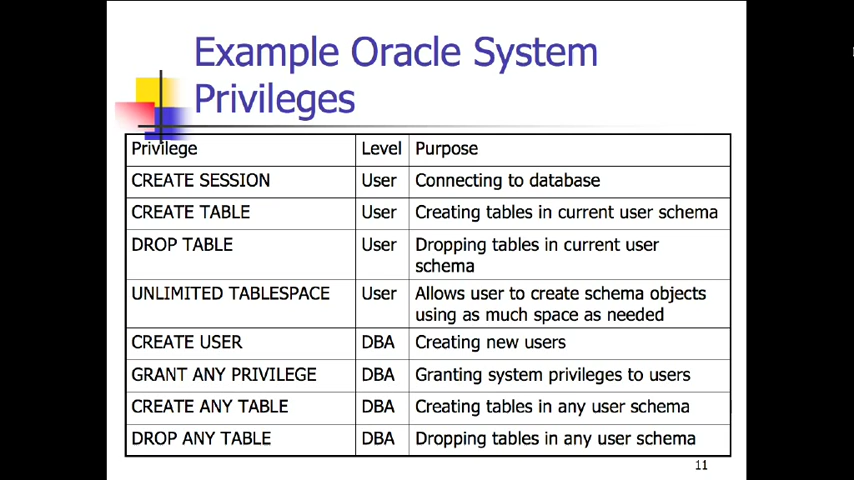 Example Oracle System
Privileges
Privilege Level Purpose
CREATE SESSION User Connecting to database
CREATE TABLE User Creating tables in current user schema
DROP TABLE User Dropping tables in current user
schema
UNLIMITED TABLESPACE User Allows user to create schema objects
using as much space as needed
CREATE USER DBA Creating new users
GRANT ANY PRIVILEGE DBA Granting system privileges to users
CREATE ANY TABLE DBA Creating tables in any user schema
DROP ANY TABLE DBA Dropping tables in any user schema
11